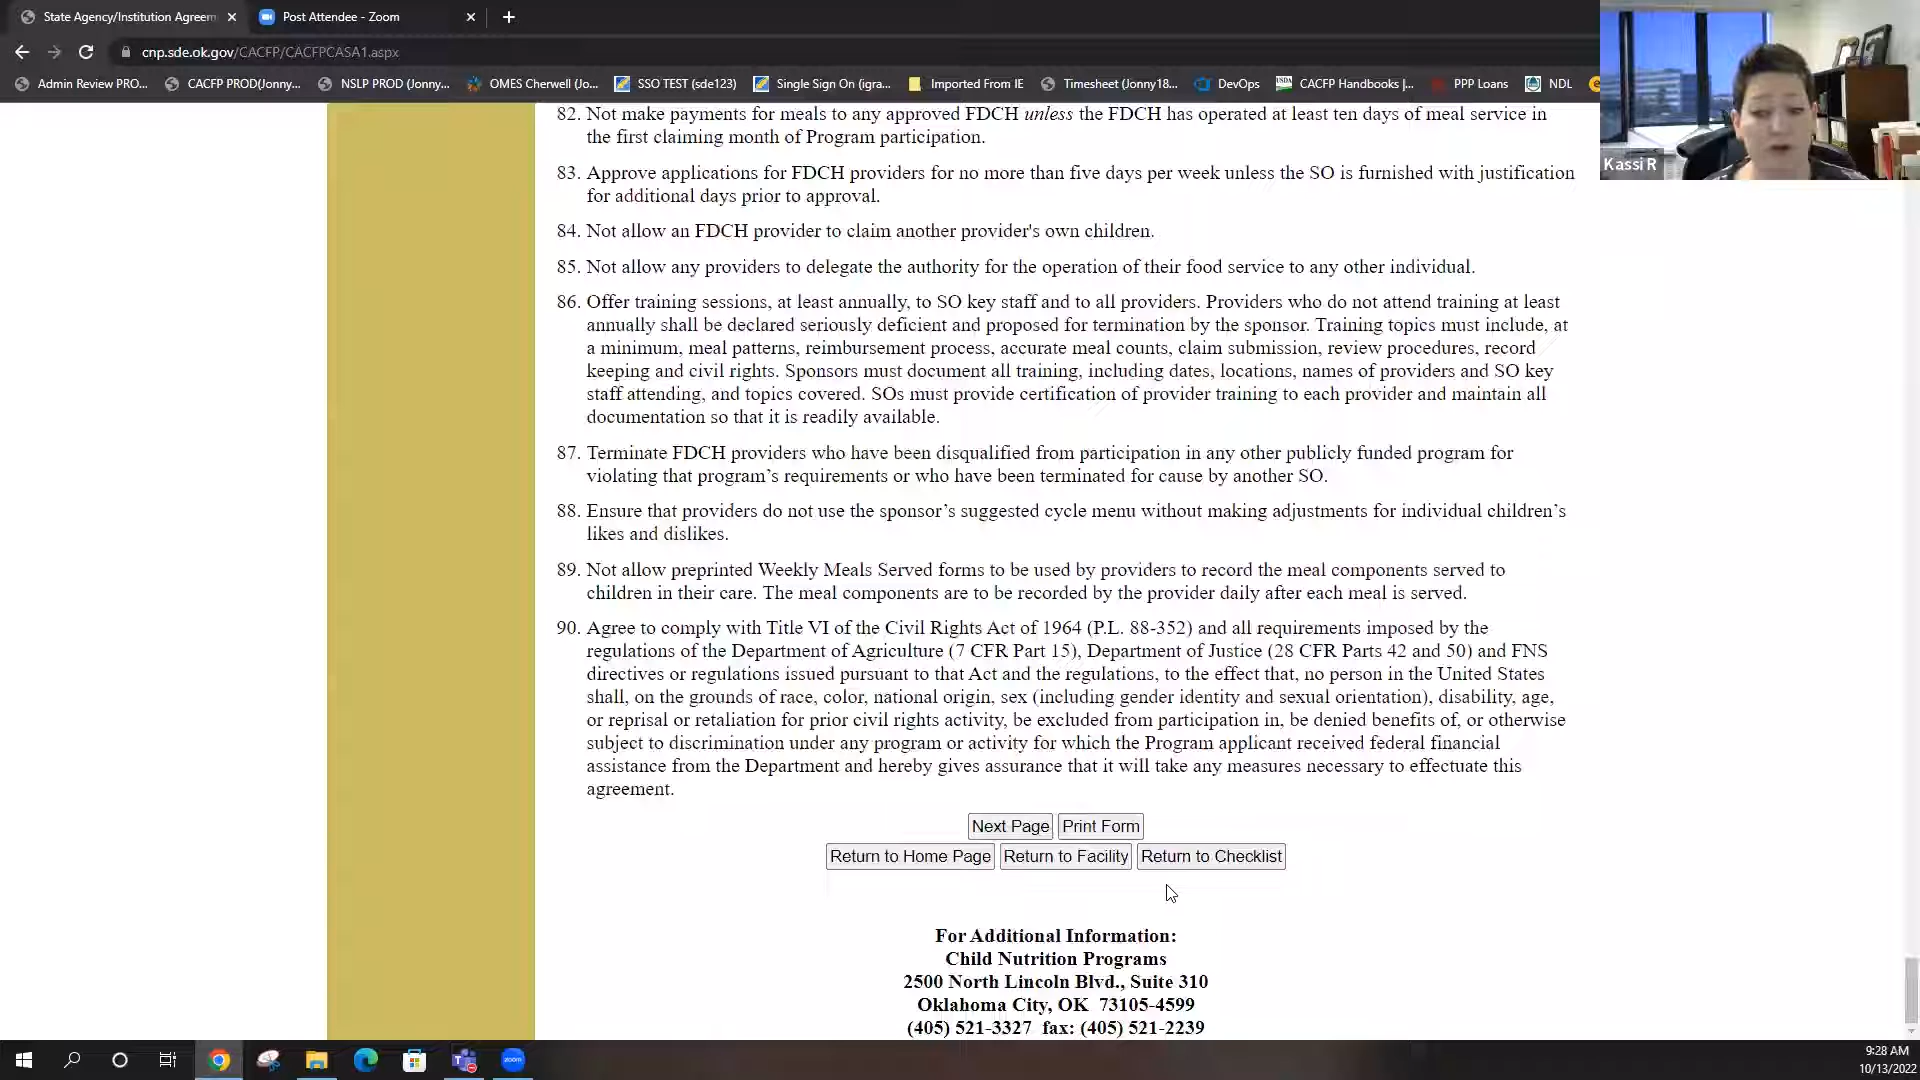 State Agency/Institution Agreem
Post Attendee - Zoom
cnp.sde.ok.gov/CACFP/CACFPCASA1.aspx
Admin Review PRO... CACFP PROD(Jonny... NSLP PROD (Jonny... OMES Cherwell (Jo... SSO TEST (sde123) Single Sign On (igra... Imported From IE Timesheet (Jonny18... DevOps CACFP Handbooks |... PPP Loans NDL
Kassi R
82. Not make payments for meals to any approved FDCH unless the FDCH has operated at least ten days of meal service in
the first claiming month of Program participation.
83. Approve applications for FDCH providers for no more than five days per week unless the SO is furnished with justification
for additional days prior to approval.
84. Not allow an FDCH provider to claim another provider's own children.
85. Not allow any providers to delegate the authority for the operation of their food service to any other individual.
86. Offer training sessions, at least annually, to SO key staff and to all providers. Providers who do not attend training at least
annually shall be declared seriously deficient and proposed for termination by the sponsor. Training topics must include, at
a minimum, meal patterns, reimbursement process, accurate meal counts, claim submission, review procedures, record
keeping and civil rights. Sponsors must document all training, including dates, locations, names of providers and SO key
staff attending, and topics covered. SOs must provide certification of provider training to each provider and maintain all
documentation so that it is readily available.
87. Terminate FDCH providers who have been disqualified from participation in any other publicly funded program for
violating that program’s requirements or who have been terminated for cause by another SO.
88. Ensure that providers do not use the sponsor’s suggested cycle menu without making adjustments for individual children’s
likes and dislikes.
89. Not allow preprinted Weekly Meals Served forms to be used by providers to record the meal components served to
children in their care. The meal components are to be recorded by the provider daily after each meal is served.
90. Agree to comply with Title VI of the Civil Rights Act of 1964 (P.L. 88-352) and all requirements imposed by the
regulations of the Department of Agriculture (7 CFR Part 15), Department of Justice (28 CFR Parts 42 and 50) and FNS
directives or regulations issued pursuant to that Act and the regulations, to the effect that, no person in the United States
shall, on the grounds of race, color, national origin, sex (including gender identity and sexual orientation), disability, age,
or reprisal or retaliation for prior civil rights activity, be excluded from participation in, be denied benefits of, or otherwise
subject to discrimination under any program or activity for which the Program applicant received federal financial
assistance from the Department and hereby gives assurance that it will take any measures necessary to effectuate this
agreement.
Next Page Print Form
Return to Home Page Return to Facility Return to Checklist
For Additional Information:
Child Nutrition Programs
2500 North Lincoln Blvd., Suite 310
Oklahoma City, OK 73105-4599
(405) 521-3327 fax: (405) 521-2239
zoom
9:28 AM
10/13/2022